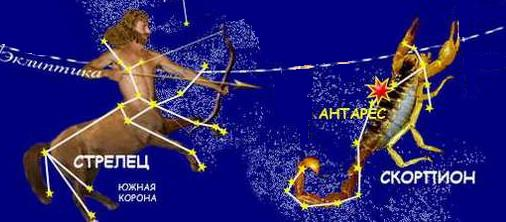 Эклиптика
АНТАРЕС
СТРЕЛЕЦ
СКОРПИОН
ЮЖНАЯ
КОРОНА